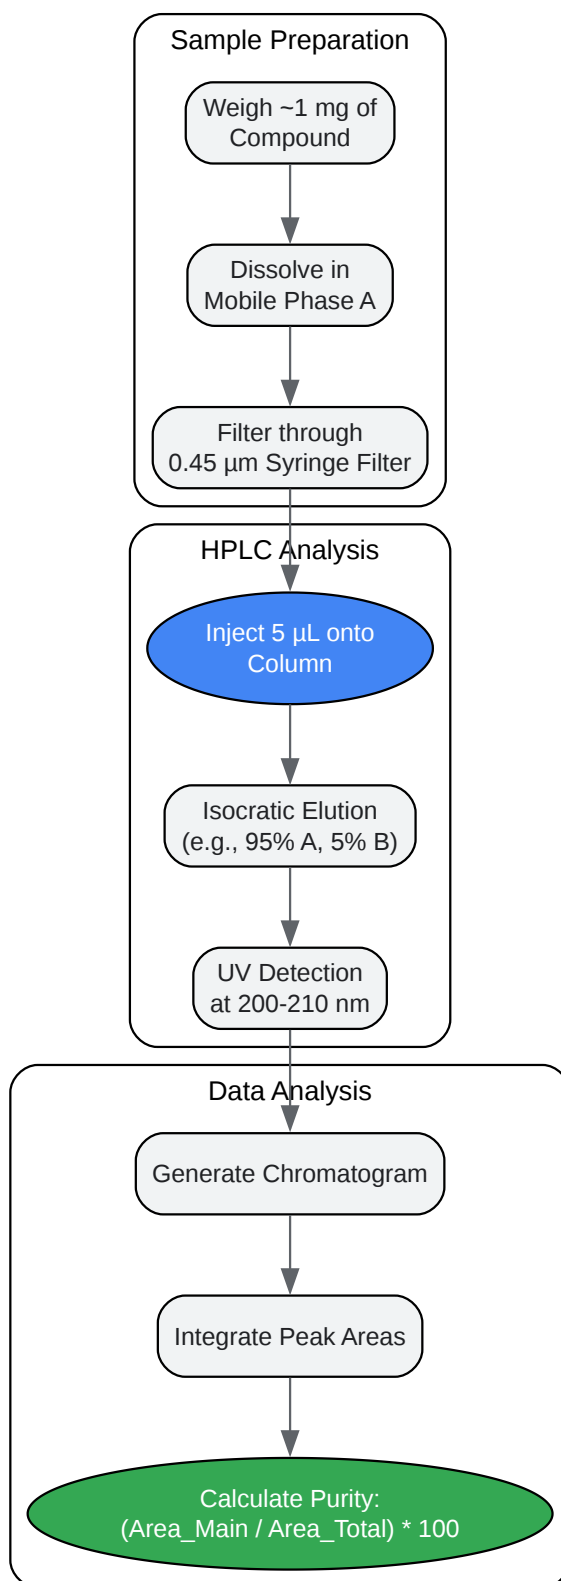 Sample Preparation
Weigh ~1 mg of
Compound
Dissolve in
Mobile Phase A
Filter through
0.45 µm Syringe Filter
HPLC Analysis
Inject 5 µL onto
Column
Isocratic Elution
(e.g., 95% A, 5% B)
UV Detection
at 200-210 nm
Data Analysis
Generate Chromatogram
Integrate Peak Areas
Calculate Purity:
(Area_Main / Area_Total) * 100